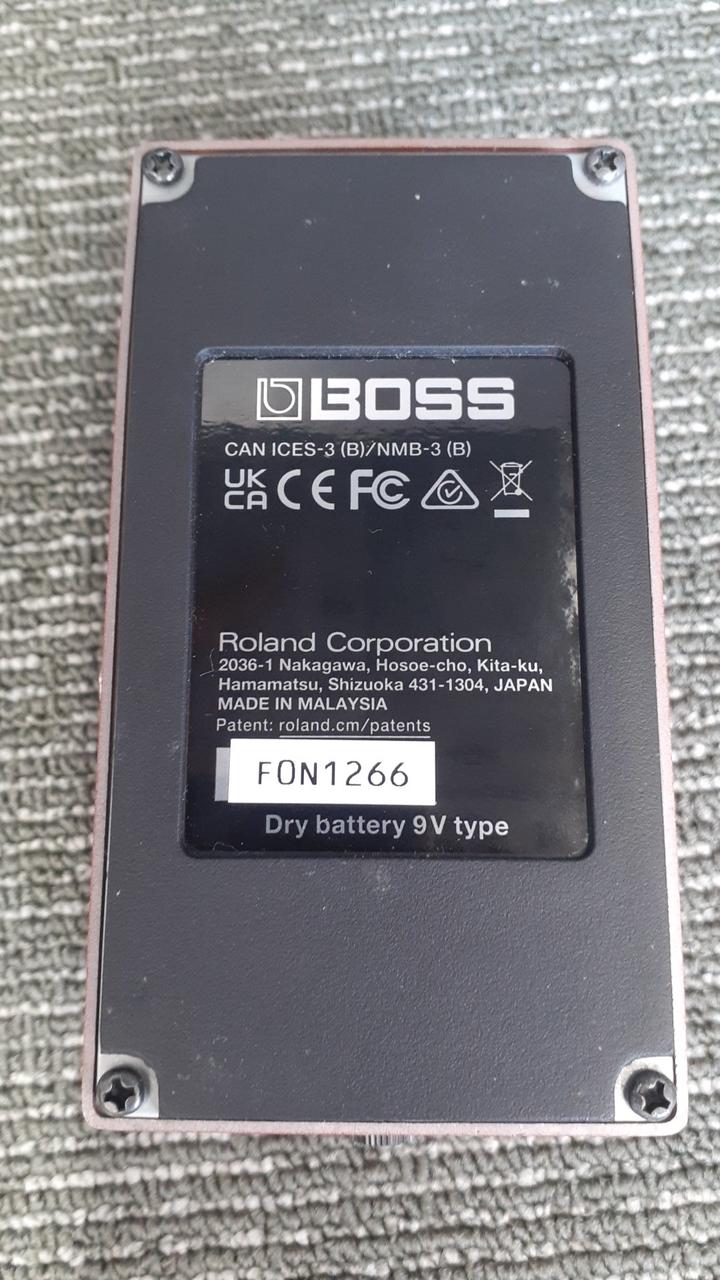 BOSS
CAN ICES-3 (B)/NMB-3 (B)
UK CA CE FC
Roland Corporation
2036-1 Nakagawa, Hosoe-cho, Kita-ku,
Hamamatsu, Shizuoka 431-1304, JAPAN
MADE IN MALAYSIA
Patent: roland.cm/patents
F0N1266
Dry battery 9V type